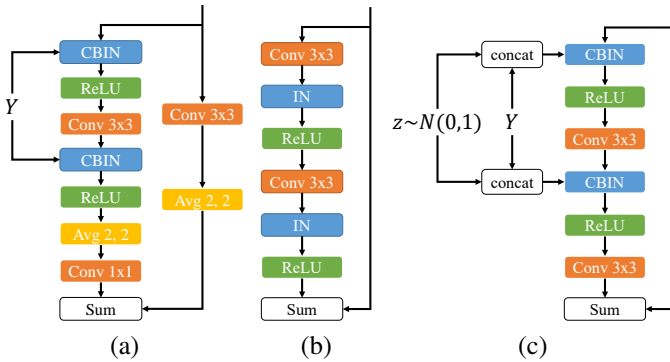 CBIN
ReLU
Y
Conv 3x3
CBIN
ReLU
Avg 2, 2
Conv 1x1
Sum
Conv 3x3
Avg 2, 2
(a)
Conv 3x3
IN
ReLU
Conv 3x3
IN
ReLU
Sum
(b)
z~N(0,1)
concat
Y
concat
CBIN
ReLU
Conv 3x3
CBIN
ReLU
Conv 3x3
Sum
(c)